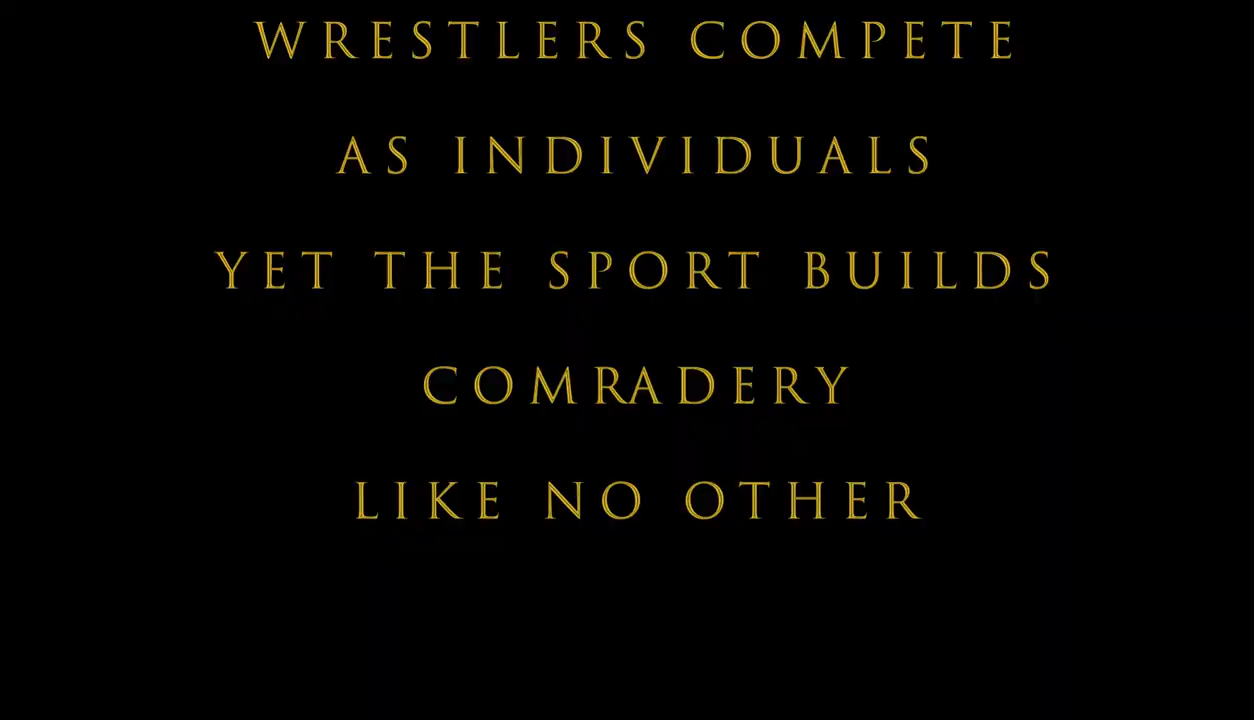 WRESTLERS COMPETE
AS INDIVIDUALS
YET THE SPORT BUILDS
COMRADERY
LIKE NO OTHER